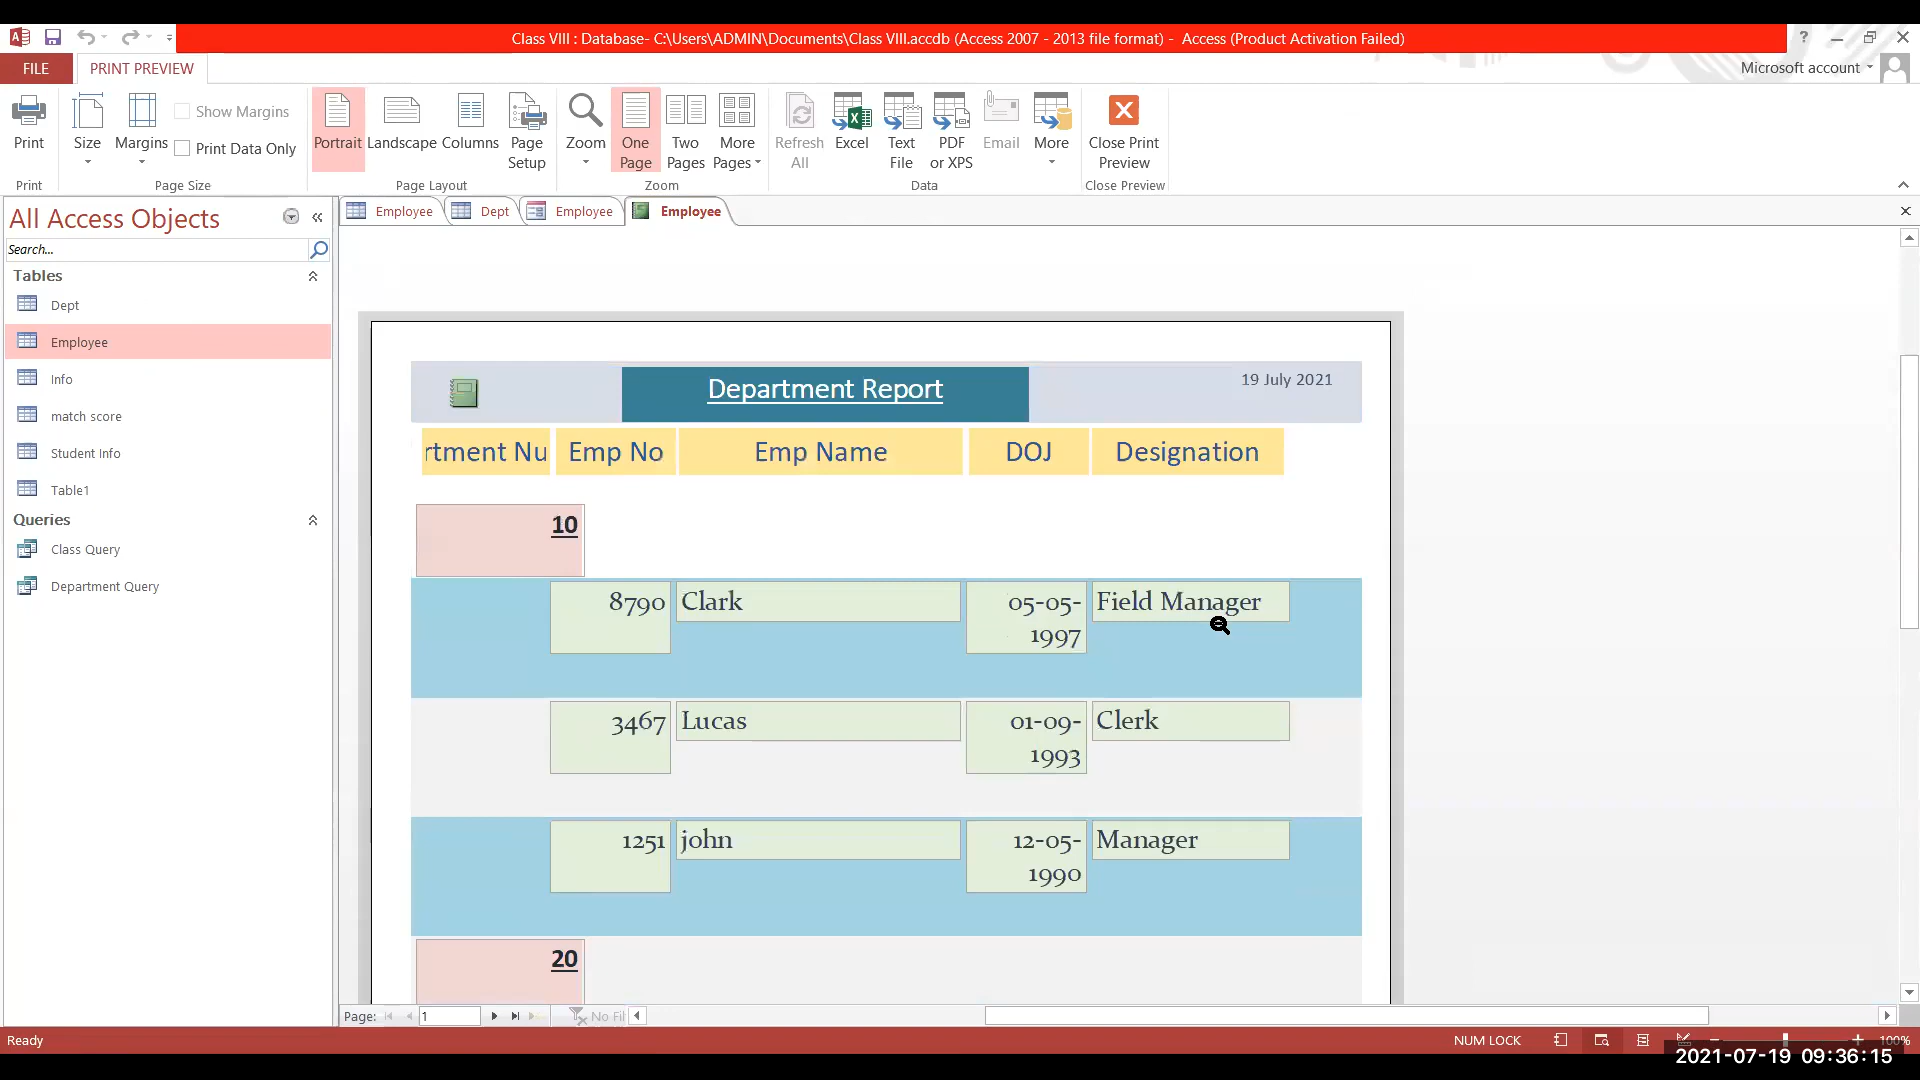 Class VIII : Database- C:\Users\ADMIN\Documents\Class VIII.accdb (Access 2007 - 2013 file format) - Access (Product Activation Failed)
?
FILE
PRINT PREVIEW
Microsoft account
Print
Size
Margins
Show Margins
Print Data Only
Portrait
Landscape
Columns
Page Setup
Zoom
One Page
Two Pages
More Pages
Refresh All
Excel
Text File
PDF or XPS
Email
More
Close Print Preview
Print
Page Size
Page Layout
Zoom
Data
Close Preview
All Access Objects
Search...
Tables
Dept
Employee
Info
match score
Student Info
Table1
Queries
Class Query
Department Query
Employee
Dept
Employee
Employee
Department Report
19 July 2021
rtment Nu
Emp No
Emp Name
DOJ
Designation
10
8790 Clark 05-05-1997 Field Manager
3467 Lucas 01-09-1993 Clerk
1251 john 12-05-1990 Manager
20
Page: 1
No Fil
Ready
NUM LOCK
100%
2021-07-19 09:36:15